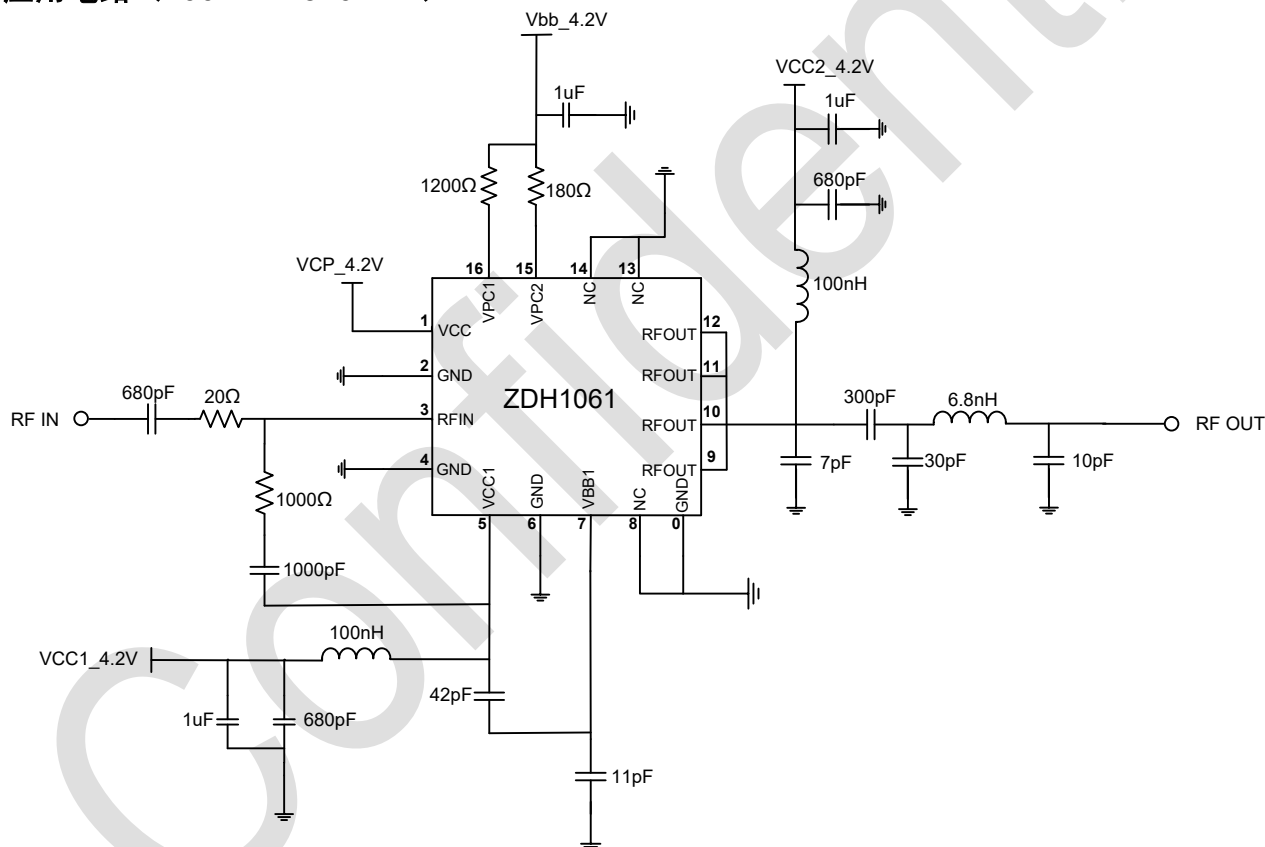 Vbb_4.2V
VCC2_4.2V
1uF
1uF
680pF
1200Ω
180Ω
100nH
VCP_4.2V
16
15
14
13
VPC1
VPC2
NC
NC
1
VCC
RFOUT
12
2
GND
RFOUT
11
ZDH1061
680pF
20Ω
RF IN
3
RFIN
RFOUT
10
300pF
6.8nH
RF OUT
4
GND
RFOUT
9
7pF
30pF
10pF
VCC1
GND
VBB1
NC
GND
5
6
7
8
0
1000Ω
1000pF
100nH
VCC1_4.2V
42pF
1uF
680pF
11pF
Confident